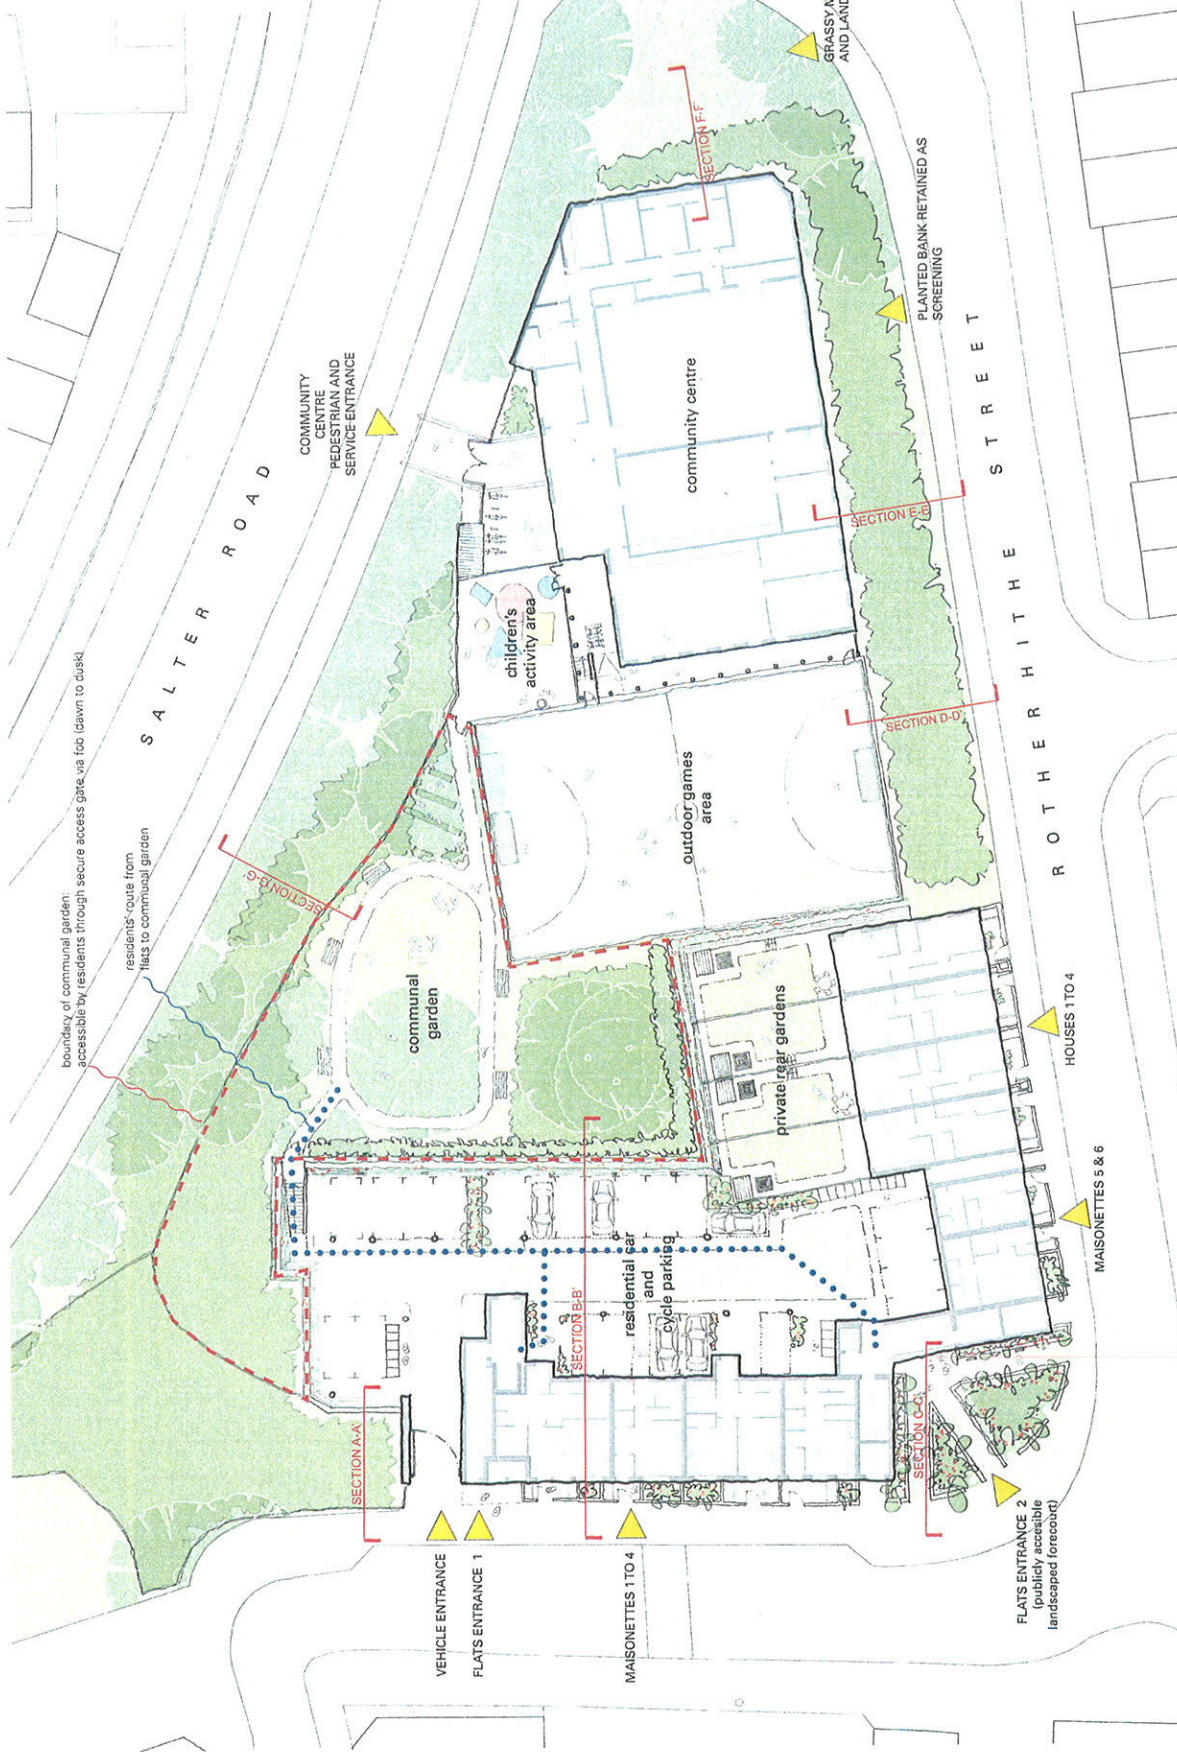 boundary of communal garden:
accessible by residents through secure access gate via fob (dawn to dusk)
residents' route from
flats to communal garden
SALTER ROAD
COMMUNITY
CENTRE
PEDESTRIAN AND
SERVICE ENTRANCE
GRASSY
AND
PLANTED BANK RETAINED AS
SCREENING
ROTHERHITHE STREET
SECTION F-F'
SECTION E-E
SECTION D-D'
SECTION G-G'
SECTION A-A'
SECTION B-B'
SECTION C-C'
community centre
children's
activity area
outdoor games
area
communal
garden
private rear gardens
residential car
and
cycle parking
HOUSES 1 TO 4
MAISONETTES 5 & 6
VEHICLE ENTRANCE
FLATS ENTRANCE 1
MAISONETTES 1 TO 4
FLATS ENTRANCE 2
(publicly accesible
landscaped forecourt)